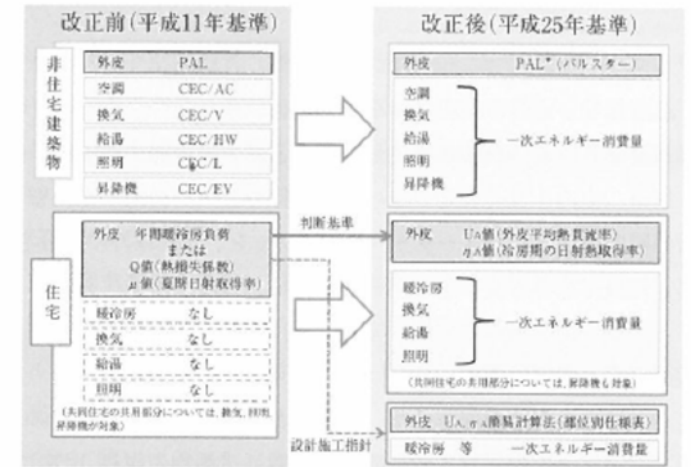 改正前(平成11年基準)
非住宅建築物
外皮 PAL
空調 CEC/AC
換気 CEC/V
給湯 CEC/HW
照明 CEC/L
昇降機 CEC/EV
住宅
外皮 年間暖冷房負荷
または
Q値(熱損失係数)
μ値(夏期日射取得率)
暖冷房 なし
換気 なし
給湯 なし
照明 なし
(共同住宅の共用部分については、換気、照明、
昇降機が対象)
判断基準
設計施工指針
改正後(平成25年基準)
外皮 PAL*(パルスター)
空調
換気
給湯
照明
昇降機
一次エネルギー消費量
外皮 UA値(外皮平均熱貫流率)
ηA値(冷房期の日射熱取得率)
暖冷房
換気
給湯
照明
一次エネルギー消費量
(共同住宅の共用部分については、昇降機も対象)
外皮 UA, ηA簡易計算法(部位別仕様表)
暖冷房 等 一次エネルギー消費量